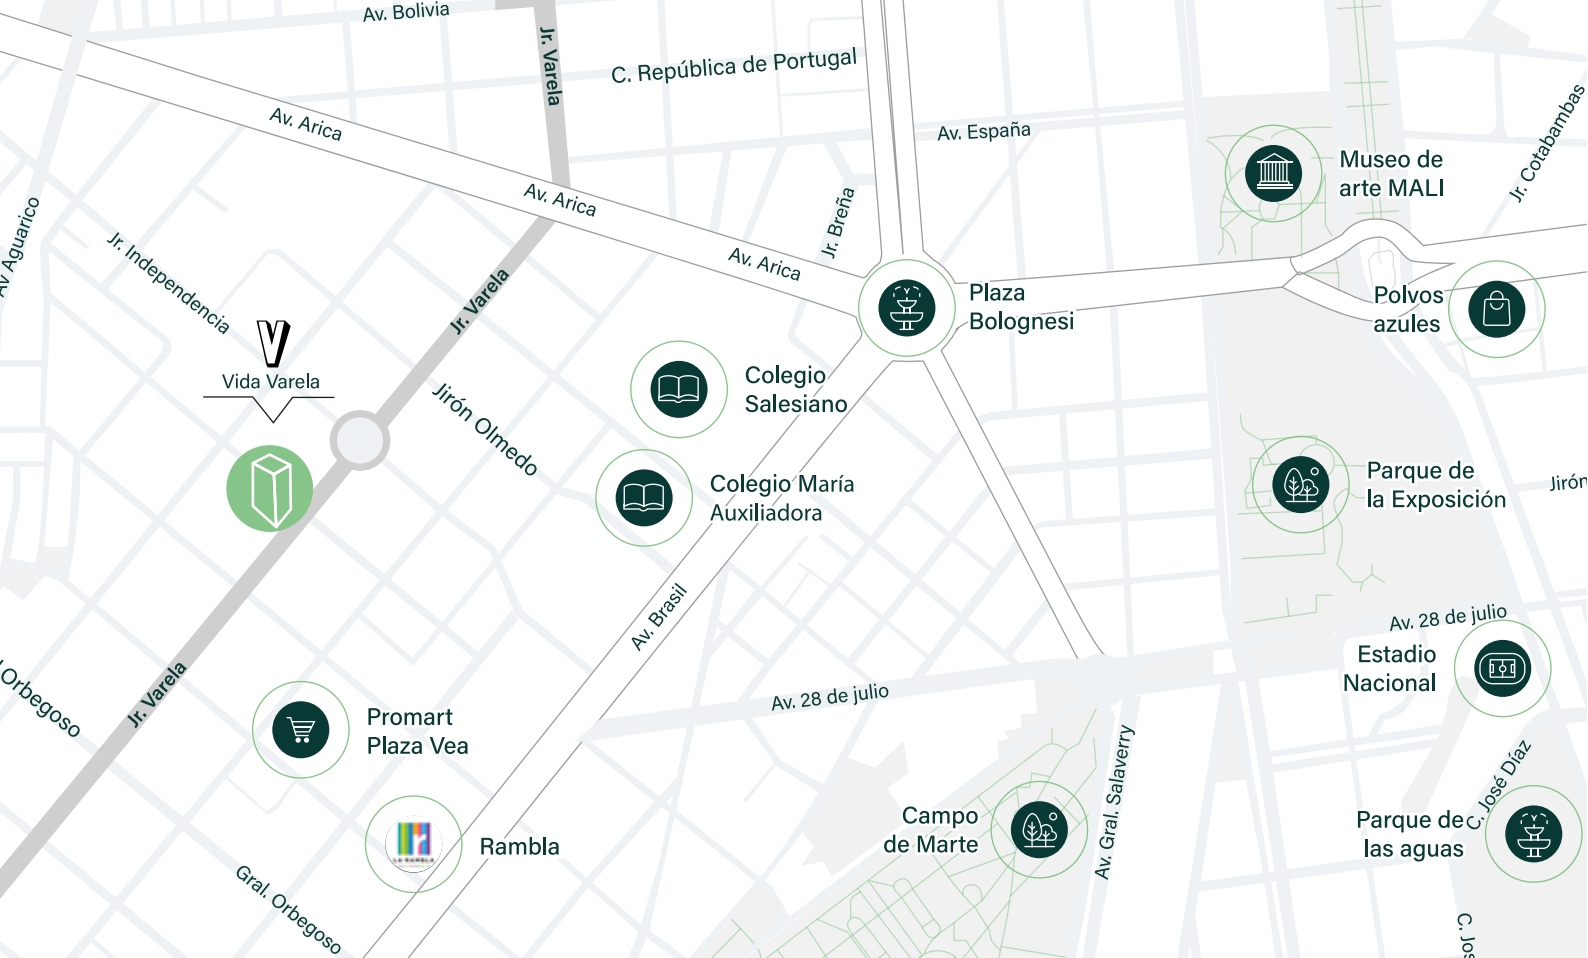 Av. Bolivia
Jr. Varela
C. República de Portugal
Av. Arica
Av. España
Jr. Cotabambas
Museo de
arte MALI
Av. Arica
Av Aguarico
Jr. Independencia
Jr. Breña
Av. Arica
Jr. Varela
Plaza
Bolognesi
Polvos
azules
V
Vida Varela
Jirón Olmedo
Colegio
Salesiano
Colegio María
Auxiliadora
Parque de
la Exposición
Jirón
Av. Brasil
Av. 28 de julio
Estadio
Nacional
Orbegoso
Jr. Varela
Av. 28 de julio
Promart
Plaza Vea
Av. Gral. Salaverry
C. José Díaz
Campo
de Marte
Parque de
las aguas
r
LA RAMBLA
Rambla
Gral. Orbegoso
C. Jos